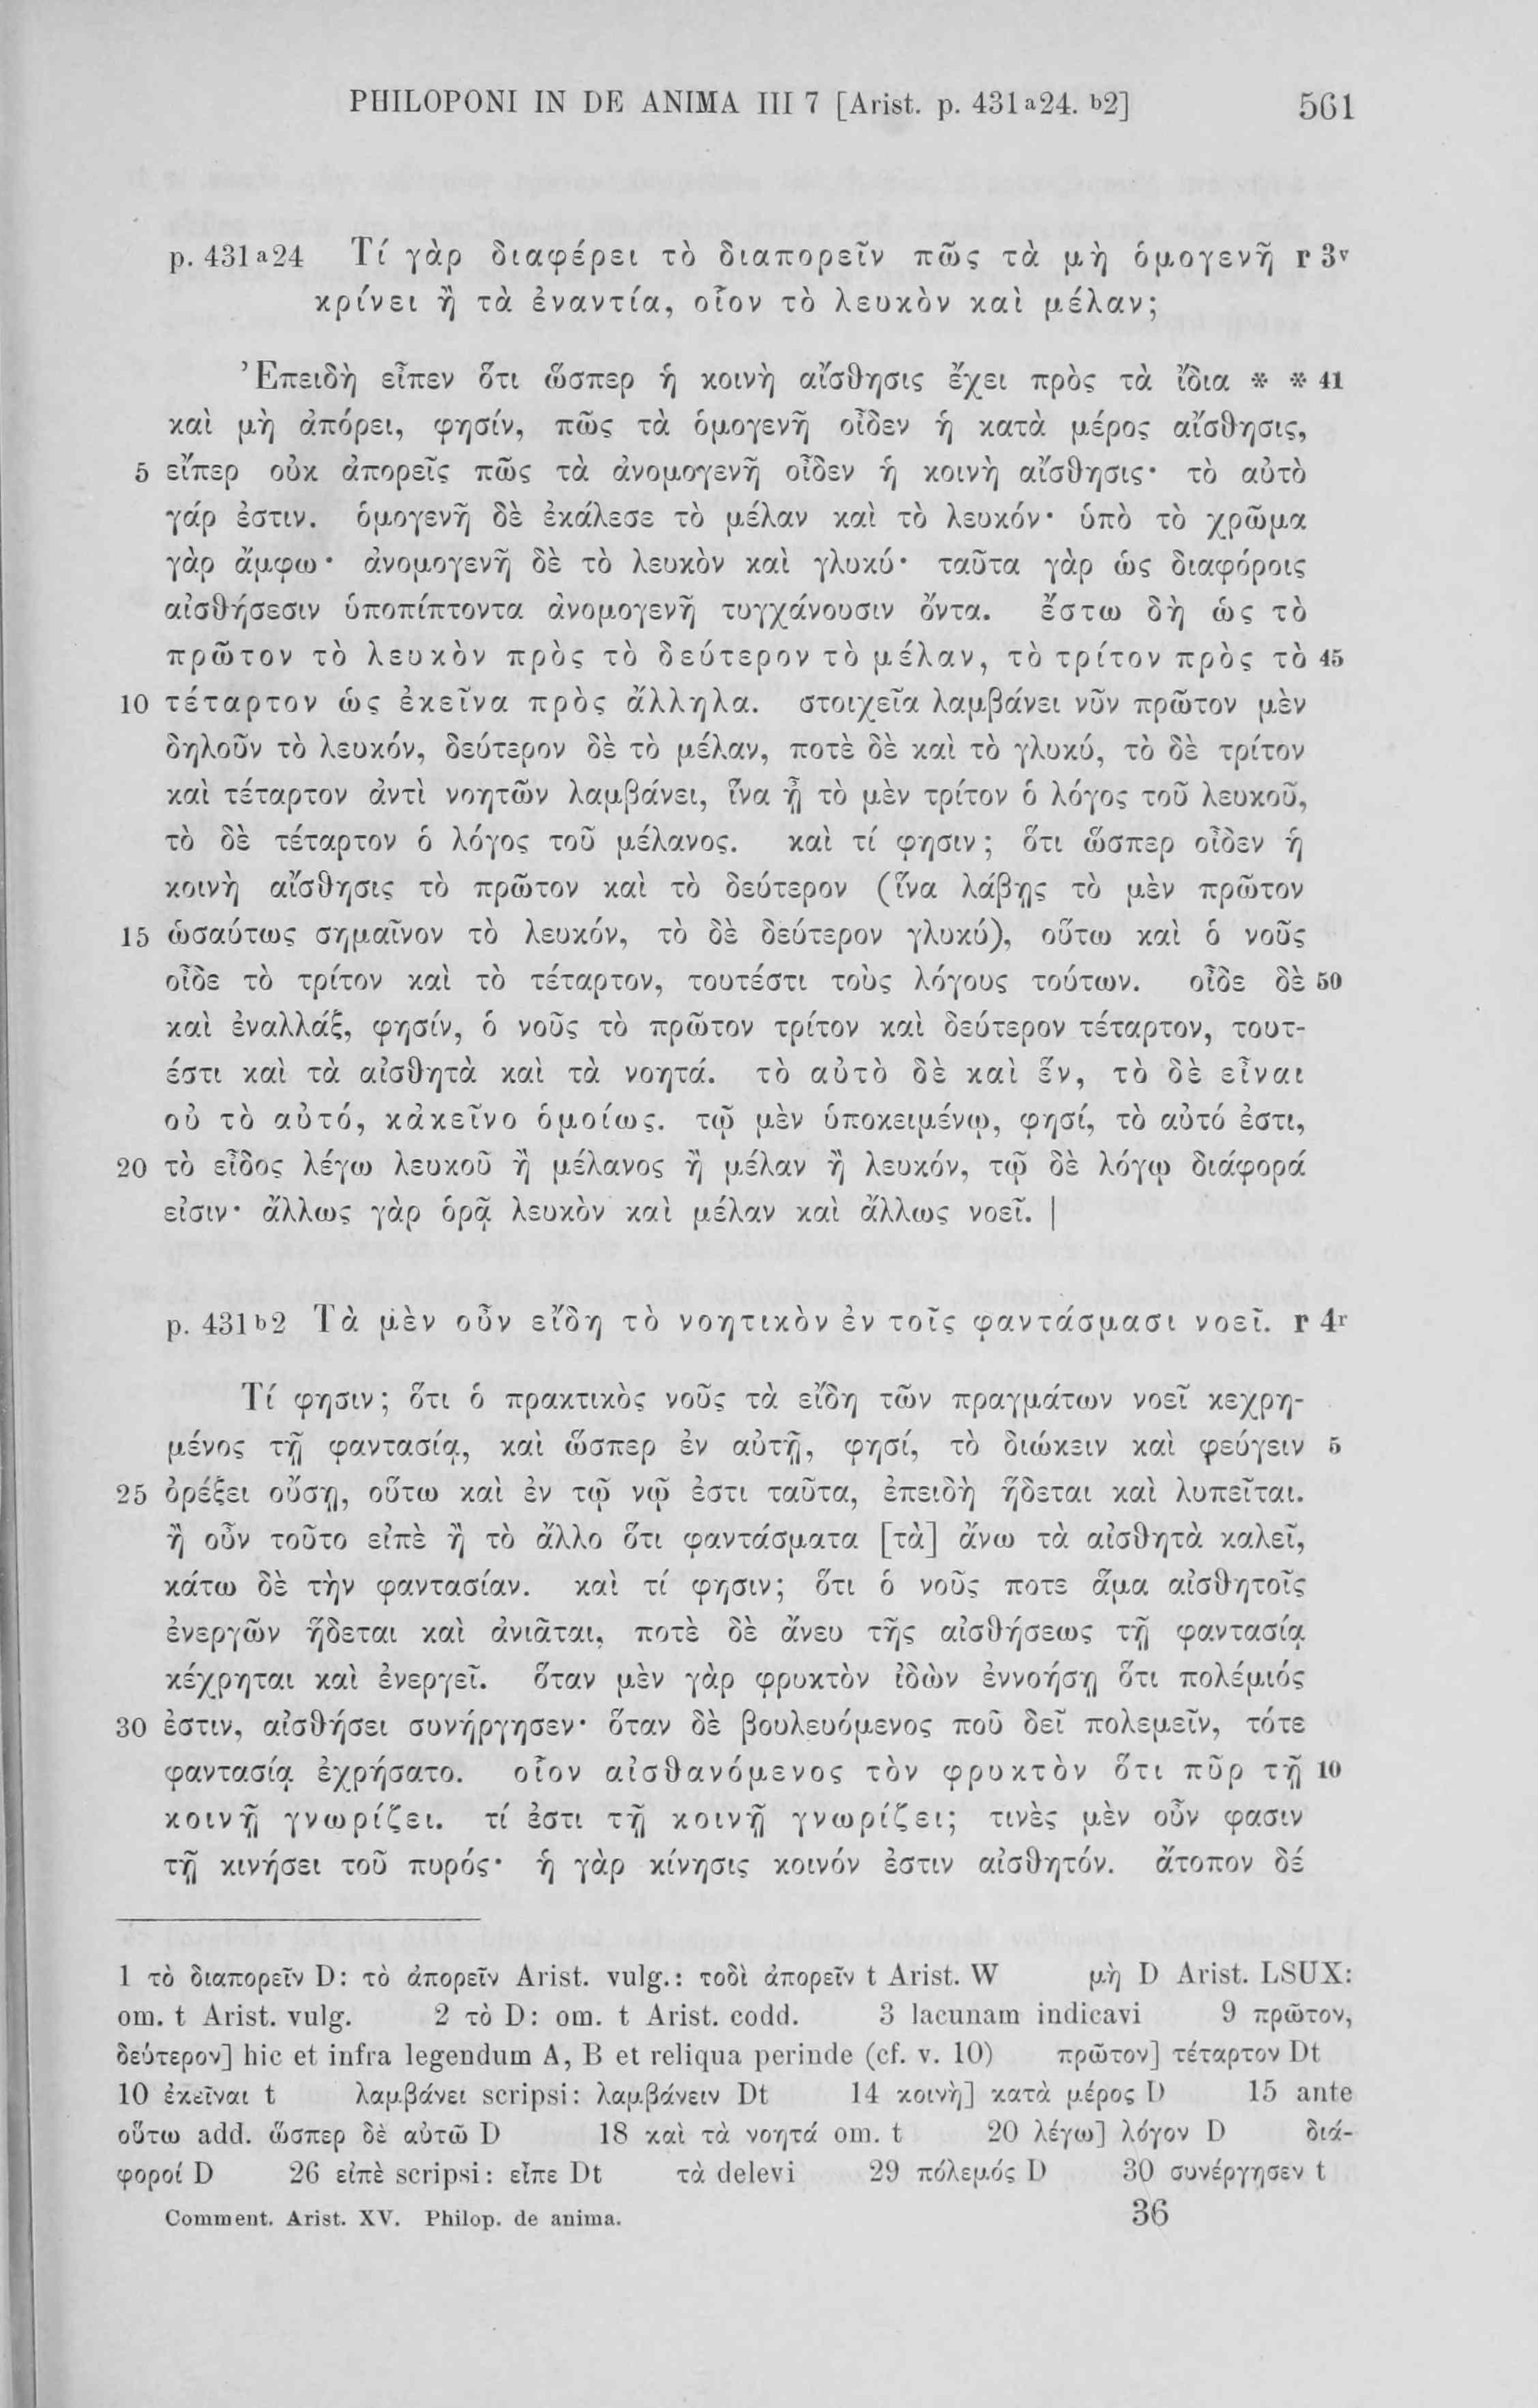 PHILOPONI IN DE ANIMA III 7 [Arist. p. 431a24. b2] 561
p. 431a24 Τί γὰρ διαφέρει τὸ διαπορεῖν πῶς τὰ μὴ ὁμογενῆ r 3v
κρίνει ἢ τὰ ἐναντία, οἷον τὸ λευκὸν καὶ μέλαν;
Ἐπειδὴ εἶπεν ὅτι ὥσπερ ἡ κοινὴ αἴσθησις ἔχει πρὸς τὰ ἴδια * * 41
καὶ μὴ ἀπόρει, φησίν, πῶς τὰ ὁμογενῆ οἶδεν ἡ κατὰ μέρος αἴσθησις,
5 εἴπερ οὐκ ἀπορεῖς πῶς τὰ ἀνομογενῆ οἶδεν ἡ κοινὴ αἴσθησις· τὸ αὐτὸ
γάρ ἐστιν. ὁμογενῆ δὲ ἐκάλεσε τὸ μέλαν καὶ τὸ λευκόν· ὑπὸ τὸ χρῶμα
γὰρ ἄμφω· ἀνομογενῆ δὲ τὸ λευκὸν καὶ γλυκύ· ταῦτα γὰρ ὡς διαφόροις
αἰσθήσεσιν ὑποπίπτοντα ἀνομογενῆ τυγχάνουσιν ὄντα. ἔστω δὴ ὡς τὸ
πρῶτον τὸ λευκὸν πρὸς τὸ δεύτερον τὸ μέλαν, τὸ τρίτον πρὸς τὸ 45
10 τέταρτον ὡς ἐκεῖνα πρὸς ἄλληλα. στοιχεῖα λαμβάνει νῦν πρῶτον μὲν
δηλοῦν τὸ λευκόν, δεύτερον δὲ τὸ μέλαν, ποτὲ δὲ καὶ τὸ γλυκύ, τὸ δὲ τρίτον
καὶ τέταρτον ἀντὶ νοητῶν λαμβάνει, ἵνα ᾖ τὸ μὲν τρίτον ὁ λόγος τοῦ λευκοῦ,
τὸ δὲ τέταρτον ὁ λόγος τοῦ μέλανος. καὶ τί φησιν; ὅτι ὥσπερ οἶδεν ἡ
κοινὴ αἴσθησις τὸ πρῶτον καὶ τὸ δεύτερον (ἵνα λάβῃς τὸ μὲν πρῶτον
15 ὡσαύτως σημαῖνον τὸ λευκόν, τὸ δὲ δεύτερον γλυκύ), οὕτω καὶ ὁ νοῦς
οἶδε τὸ τρίτον καὶ τὸ τέταρτον, τουτέστι τοὺς λόγους τούτων. οἶδε δὲ 50
καὶ ἐναλλάξ, φησίν, ὁ νοῦς τὸ πρῶτον τρίτον καὶ δεύτερον τέταρτον, τουτ-
έστι καὶ τὰ αἰσθητὰ καὶ τὰ νοητά. τὸ αὐτὸ δὲ καὶ ἕν, τὸ δὲ εἶναι
οὐ τὸ αὐτό, κἀκεῖνο ὁμοίως. τῷ μὲν ὑποκειμένῳ, φησί, τὸ αὐτό ἐστι,
20 τὸ εἶδος λέγω λευκοῦ ἢ μέλανος ἢ μέλαν ἢ λευκόν, τῷ δὲ λόγῳ διάφορά
εἰσιν· ἄλλως γὰρ ὁρᾷ λευκὸν καὶ μέλαν καὶ ἄλλως νοεῖ. |
p. 431b2 Τὰ μὲν οὖν εἴδη τὸ νοητικὸν ἐν τοῖς φαντάσμασι νοεῖ. r 4r
Τί φησιν; ὅτι ὁ πρακτικὸς νοῦς τὰ εἴδη τῶν πραγμάτων νοεῖ κεχρη-
μένος τῇ φαντασίᾳ, καὶ ὥσπερ ἐν αὐτῇ, φησί, τὸ διώκειν καὶ φεύγειν 5
25 ὀρέξει οὔσῃ, οὕτω καὶ ἐν τῷ νῷ ἐστι ταῦτα, ἐπειδὴ ἥδεται καὶ λυπεῖται.
ἢ οὖν τοῦτο εἰπὲ ἢ τὸ ἄλλο ὅτι φαντάσματα [τὰ] ἄνω τὰ αἰσθητὰ καλεῖ,
κάτω δὲ τὴν φαντασίαν. καὶ τί φησιν; ὅτι ὁ νοῦς ποτε ἅμα αἰσθητοῖς
ἐνεργῶν ἥδεται καὶ ἀνιᾶται, ποτὲ δὲ ἄνευ τῆς αἰσθήσεως τῇ φαντασίᾳ
κέχρηται καὶ ἐνεργεῖ. ὅταν μὲν γὰρ φρυκτὸν ἰδὼν ἐννοήσῃ ὅτι πολέμιός
30 ἐστιν, αἰσθήσει συνήργησεν· ὅταν δὲ βουλευόμενος ποῦ δεῖ πολεμεῖν, τότε
φαντασίᾳ ἐχρήσατο. οἷον αἰσθανόμενος τὸν φρυκτὸν ὅτι πῦρ τῇ 10
κοινῇ γνωρίζει. τί ἐστι τῇ κοινῇ γνωρίζει; τινὲς μὲν οὖν φασιν
τῇ κινήσει τοῦ πυρός· ἡ γὰρ κίνησις κοινόν ἐστιν αἰσθητόν. ἄτοπον δέ
1 τὸ διαπορεῖν D: τὸ ἀπορεῖν Arist. vulg.: τοδὶ ἀπορεῖν t Arist. W μὴ D Arist. LSUX:
om. t Arist. vulg. 2 τὸ D: om. t Arist. codd. 3 lacunam indicavi 9 πρῶτον,
δεύτερον] hic et infra legendum A, B et reliqua perinde (cf. v. 10) πρῶτον] τέταρτον Dt
10 ἐκεῖναι t λαμβάνει scripsi: λαμβάνειν Dt 14 κοινὴ] κατὰ μέρος D 15 ante
οὕτω add. ὥσπερ δὲ αὐτῶ D 18 καὶ τὰ νοητά om. t 20 λέγω] λόγον D διά-
φοροί D 26 εἰπὲ scripsi: εἶπε Dt τὰ delevi 29 πόλεμός D 30 συνέργησεν t
Comment. Arist. XV. Philop. de anima. 36